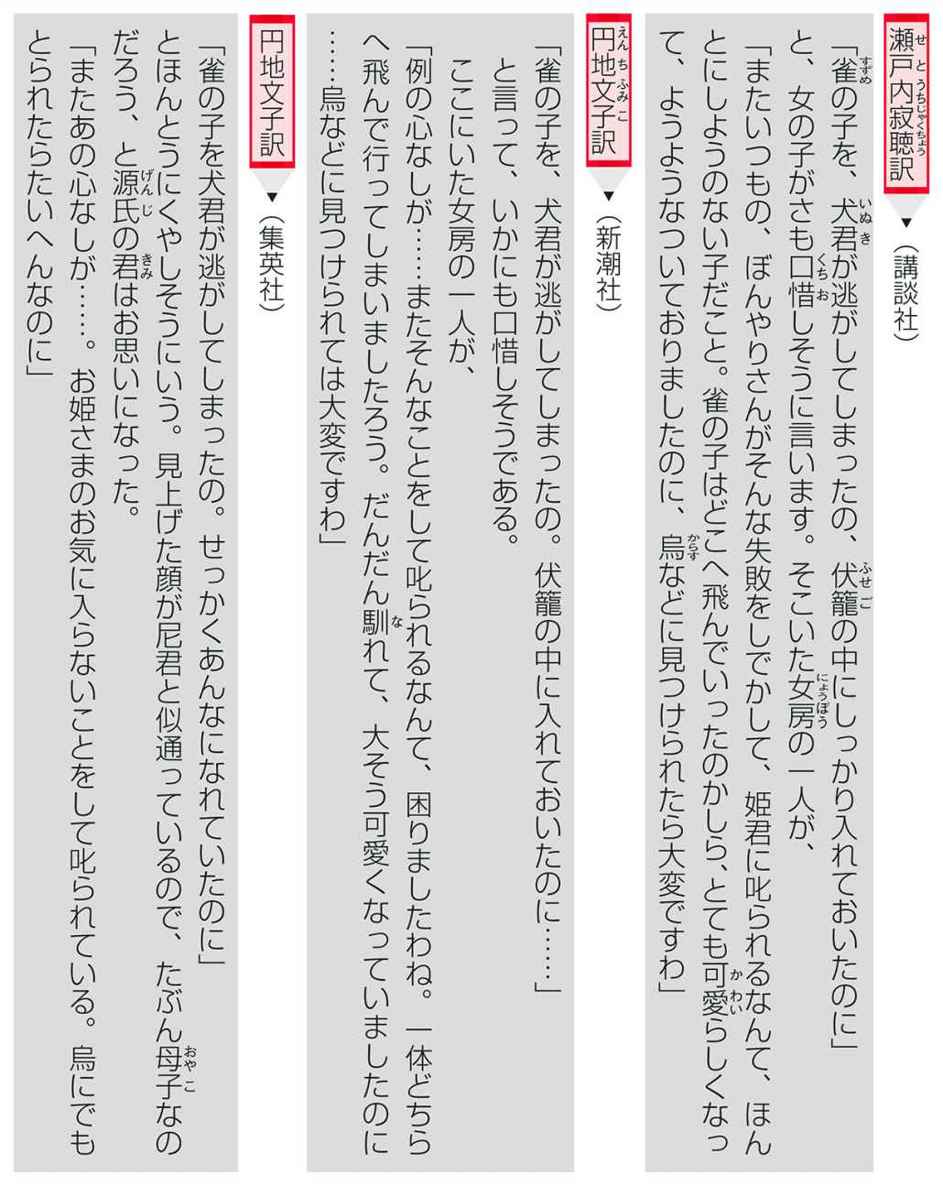 瀬戸内寂聴訳
（講談社）
「雀の子を、犬君が逃がしてしまったの、伏籠の中にしっかり入れておいたのに」
と、女の子がさも口惜しそうに言います。そこいた女房の一人が、
「またいつもの、ぼんやりさんがそんな失敗をしでかして、姫君に叱られるなんて、ほん
とにしようのない子だこと。雀の子はどこへ飛んでいったのかしら、とても可愛らしくなっ
て、ようようなついておりましたのに、烏などに見つけられたら大変ですわ」
円地文子訳
（新潮社）
「雀の子を、犬君が逃がしてしまったの。伏籠の中に入れておいたのに……」
と言って、いかにも口惜しそうである。
ここにいた女房の一人が、
「例の心なしが……またそんなことをして叱られるなんて、困りましたわね。一体どちら
へ飛んで行ってしまいましたろう。だんだん馴れて、大そう可愛くなっていましたのに
……烏などに見つけられては大変ですわ」
円地文子訳
（集英社）
「雀の子を犬君が逃がしてしまったの。せっかくあんなになれていたのに」
とほんとうにくやしそうにいう。見上げた顔が尼君と似通っているので、たぶん母子なの
だろう、と源氏の君はお思いになった。
「またあの心なしが……。お姫さまのお気に入らないことをして叱られている。烏にでも
とられたらたいへんなのに」